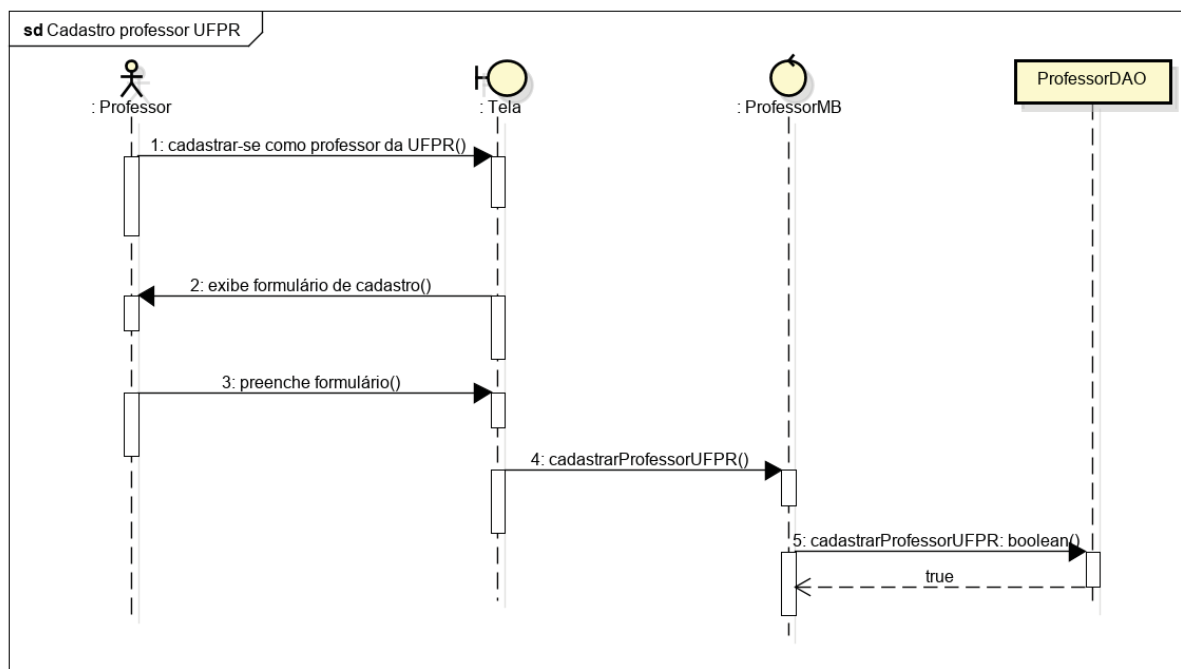 sd Cadastro professor UFPR
: Professor
: Tela
: ProfessorMB
ProfessorDAO
1: cadastrar-se como professor da UFPR()
2: exibe formulário de cadastro()
3: preenche formulário()
4: cadastrarProfessorUFPR()
5: cadastrarProfessorUFPR: boolean()
true